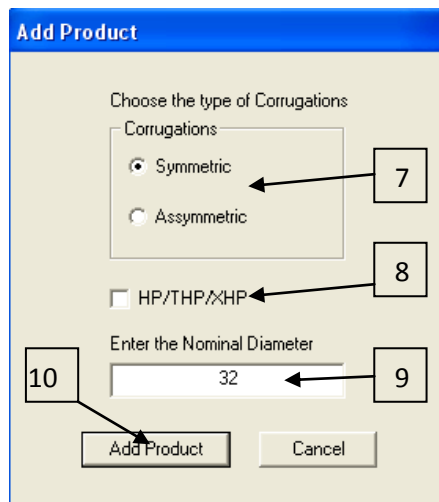 Add Product
Choose the type of Corrugations
Corrugations
Symmetric
7
Assymmetric
8
HP/THP/XHP
Enter the Nominal Diameter
10
32
9
Add Product
Cancel